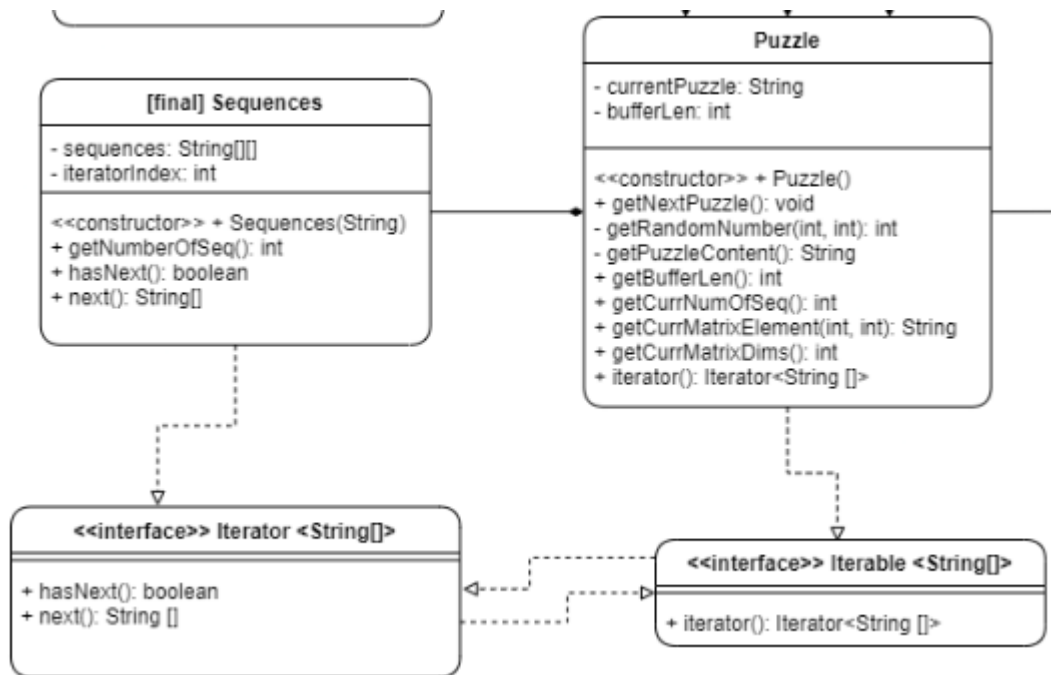 [final] Sequences
- sequences: String[][]
- iteratorIndex: int
<<constructor>> + Sequences(String)
+ getNumberOfSeq(): int
+ hasNext(): boolean
+ next(): String[]
Puzzle
- currentPuzzle: String
- bufferLen: int
<<constructor>> + Puzzle()
+ getNextPuzzle(): void
- getRandomNumber(int, int): int
- getPuzzleContent(): String
+ getBufferLen(): int
+ getCurrNumOfSeq(): int
+ getCurrMatrixElement(int, int): String
+ getCurrMatrixDims(): int
+ iterator(): Iterator<String []>
<<interface>> Iterator <String[]>
+ hasNext(): boolean
+ next(): String []
<<interface>> Iterable <String[]>
+ iterator(): Iterator<String []>